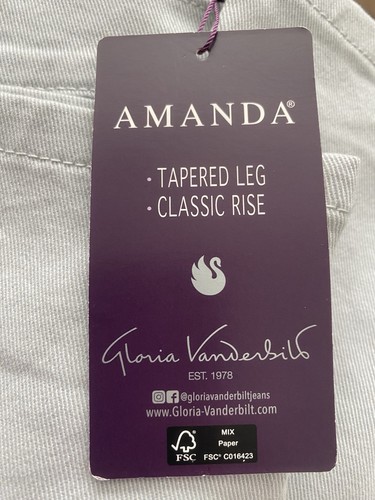 AMANDA®
• TAPERED LEG
• CLASSIC RISE
Gloria Vanderbilt
EST. 1978
@gloriavanderbiltjeans
www.Gloria-Vanderbilt.com
FSC
MIX
Paper
FSC® C016423